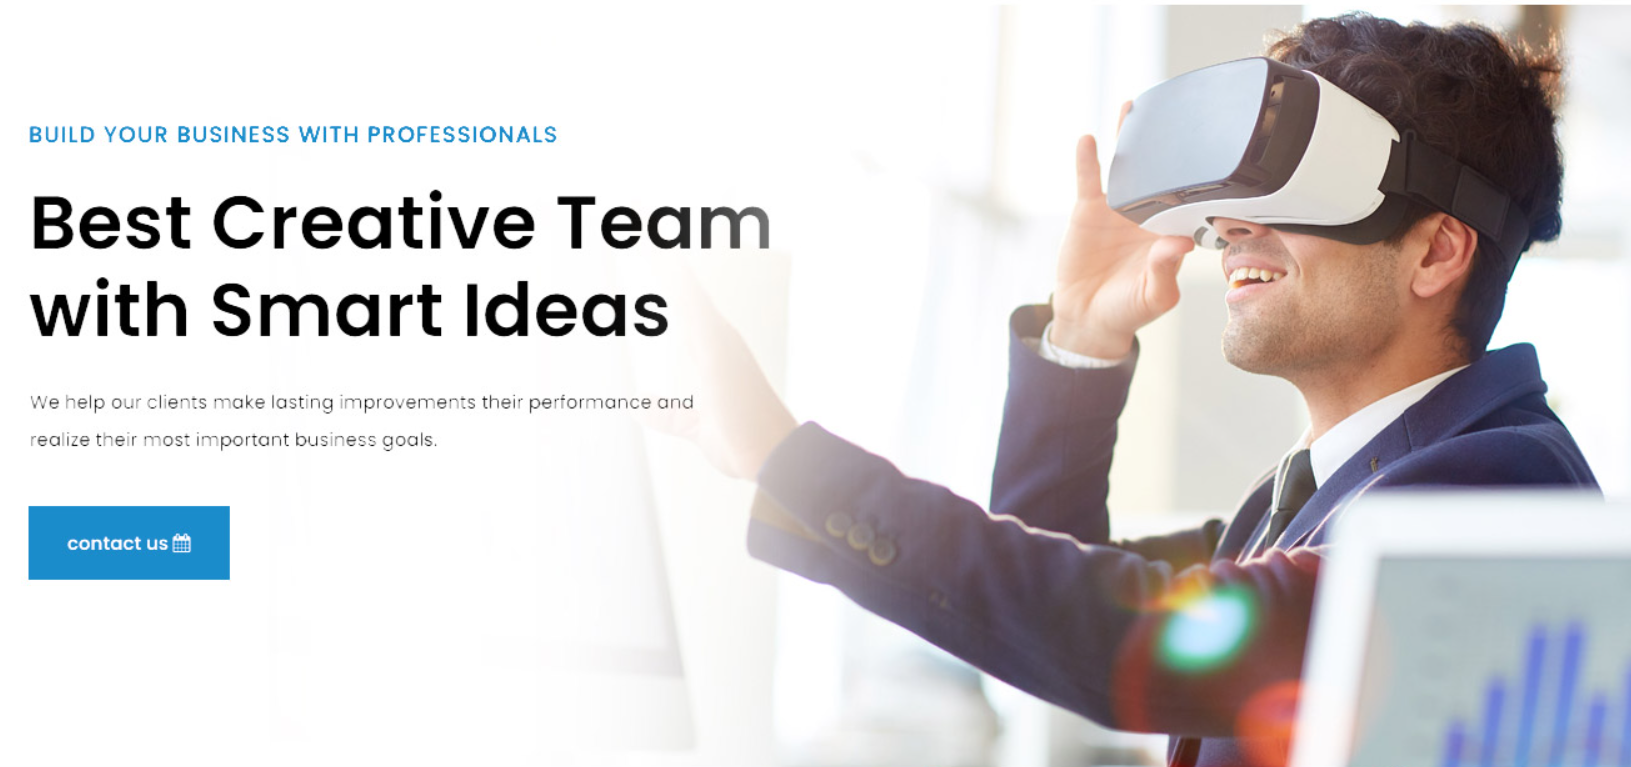 BUILD YOUR BUSINESS WITH PROFESSIONALS
Best Creative Team
with Smart Ideas
We help our clients make lasting improvements their performance and
realize their most important business goals.
contact us